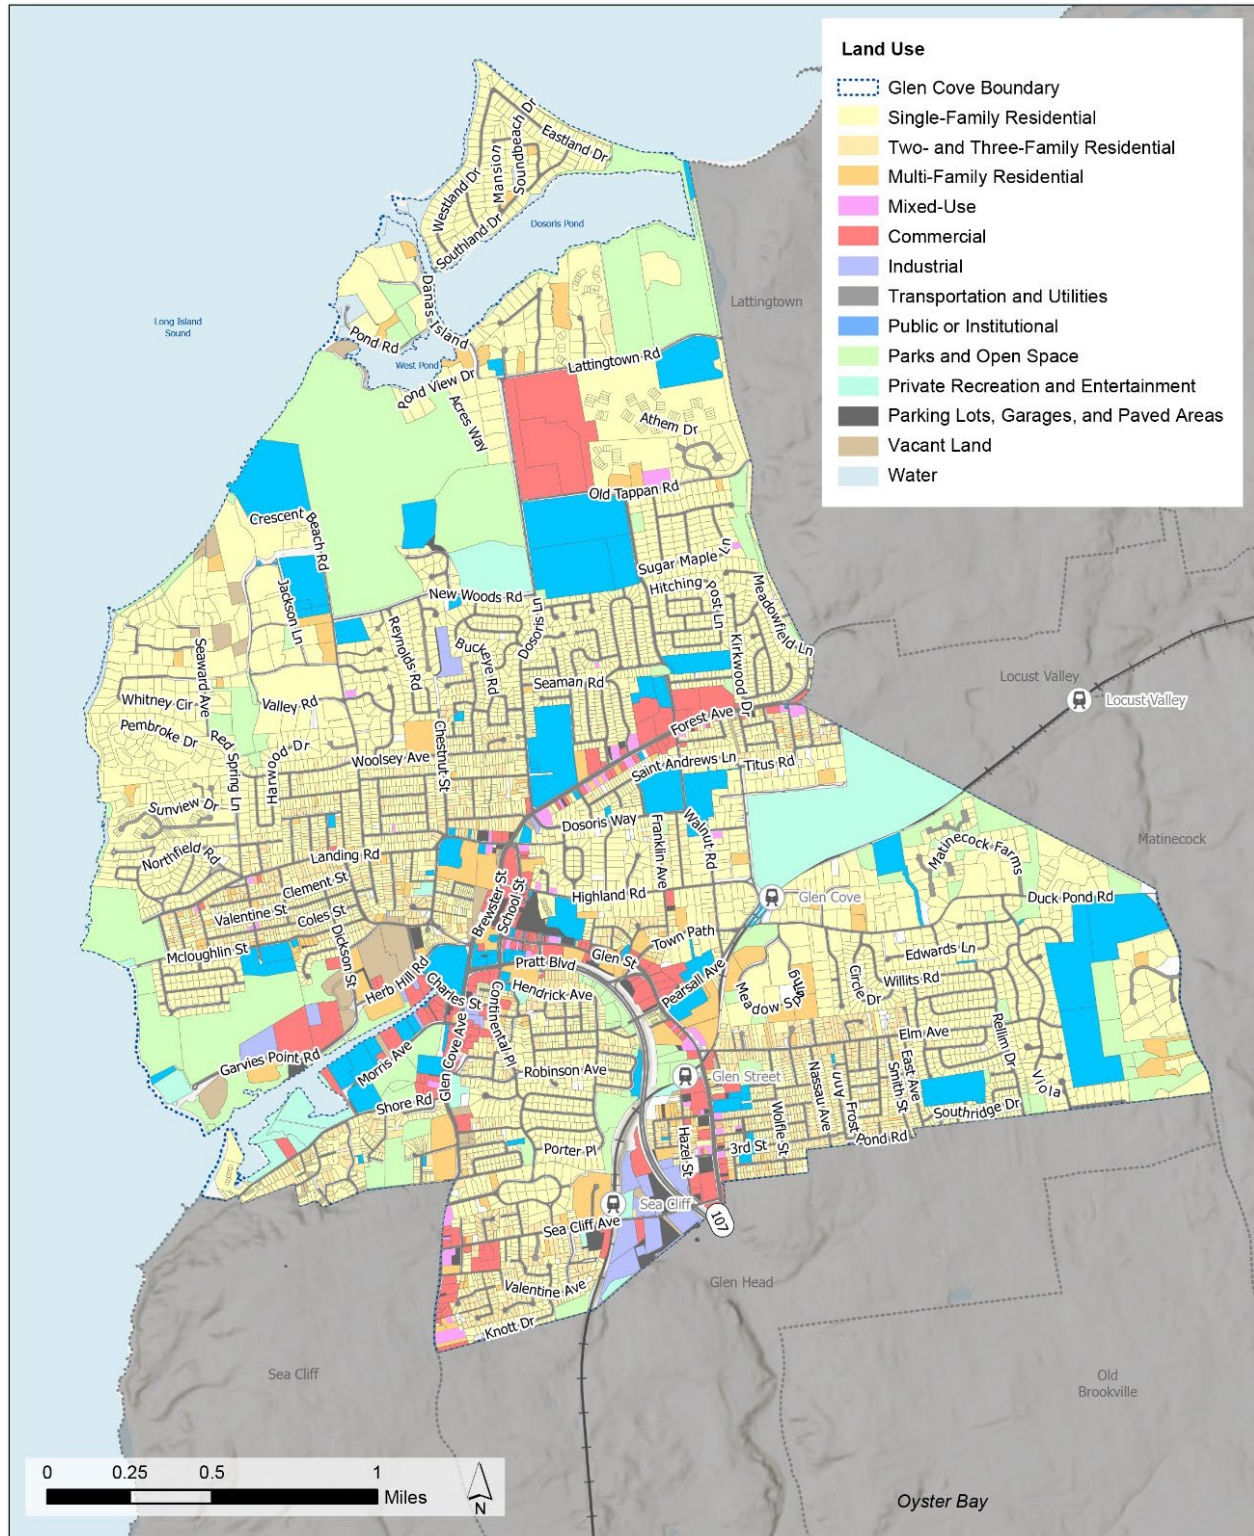 Land Use
Glen Cove Boundary
Single-Family Residential
Two- and Three-Family Residential
Multi-Family Residential
Mixed-Use
Commercial
Industrial
Transportation and Utilities
Public or Institutional
Parks and Open Space
Private Recreation and Entertainment
Parking Lots, Garages, and Paved Areas
Vacant Land
Water
Eastland Dr
Soundbeach Dr
Mansion
Westland Dr
Southland Dr
Dosoris Pond
Lattingtown
Long Island
Sound
Danas Island
Pond Rd
West Pond
Pond View Dr
Lattingtown Rd
Acres Way
Athem Dr
Old Tappan Rd
Crescent Beach Rd
Jackson Ln
New Woods Rd
Sugar Maple Ln
Hitching Post Ln
Meadowfield Ln
Dosoris Ln
Reynolds Rd
Buckeye Rd
Kirkwood Dr
Seaward Ave
Whitney Cir
Valley Rd
Seaman Rd
Locust Valley
Locust Valley
Pembroke Dr
Red Spring Ln
Harwood Dr
Chestnut St
Forest Ave
Woolsey Ave
Saint Andrews Ln
Titus Rd
Sunview Dr
Dosoris Way
Franklin Ave
Walnut Rd
Northfield Rd
Landing Rd
Matinecock
Matinecock Farms
Clement St
Brewster St
School St
Highland Rd
Glen Cove
Duck Pond Rd
Valentine St
Coles St
Dickson St
Mcloughlin St
Town Path
Glen St
Pratt Blvd
Edwards Ln
Herb Hill Rd
Charles St
Hendrick Ave
Pearsall Ave
Willits Rd
Circle Dr
Meadow Spng
Continental Pl
Garvies Point Rd
Morris Ave
Glen Cove Ave
Elm Ave
Rellim Dr
Robinson Ave
Glen Street
Viola
Nassau Ave
Ann
East Ave
Smith St
Shore Rd
Wolfle St
Frost Pond Rd
Southridge Dr
Hazel St
3rd St
Porter Pl
Sea Cliff
Sea Cliff Ave
107
Valentine Ave
Glen Head
Knott Dr
Sea Cliff
Old
Brookville
0
0.25
0.5
1
Miles
N
Oyster Bay